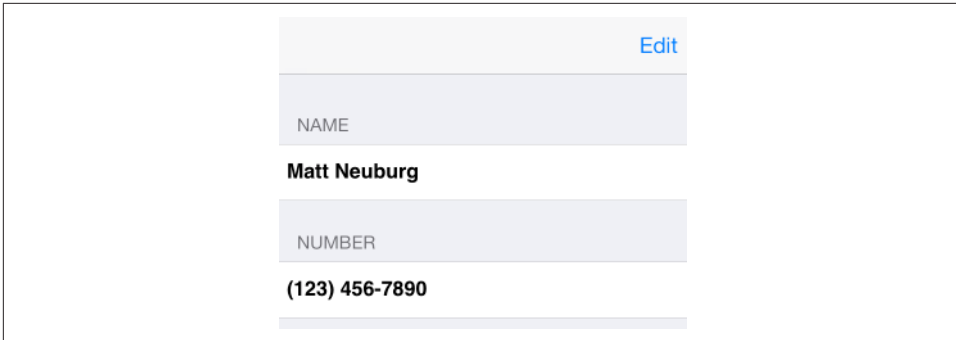 Edit
NAME
Matt Neuburg
NUMBER
(123) 456-7890